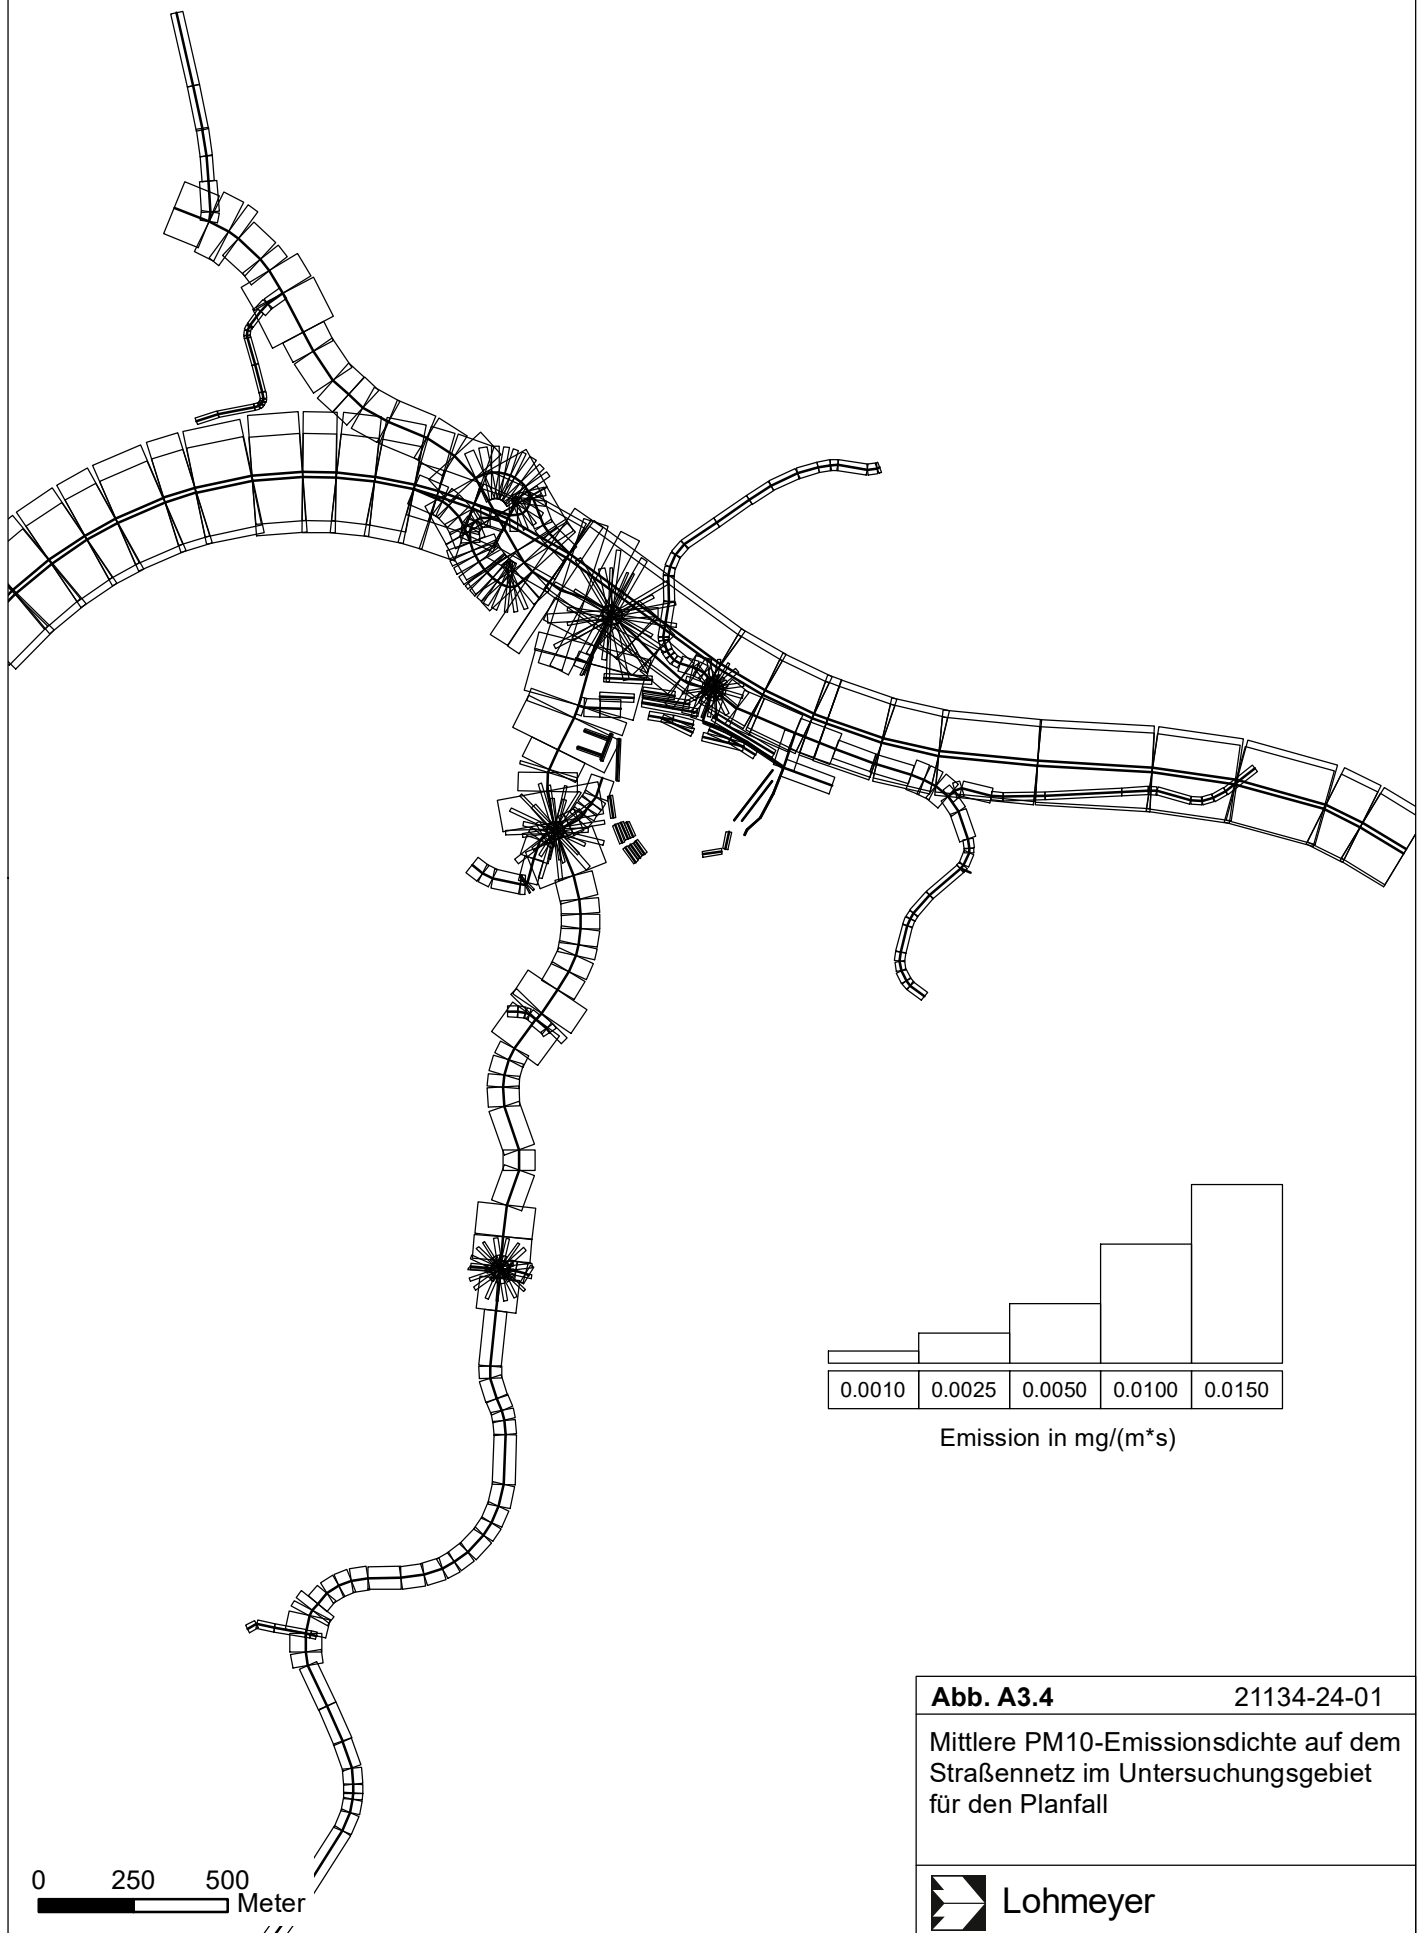 0.0010 0.0025 0.0050 0.0100 0.0150
Emission in mg/(m*s)
Abb. A3.4 21134-24-01
Mittlere PM10-Emissionsdichte auf dem
Straßennetz im Untersuchungsgebiet
für den Planfall
0 250 500
Meter
Lohmeyer